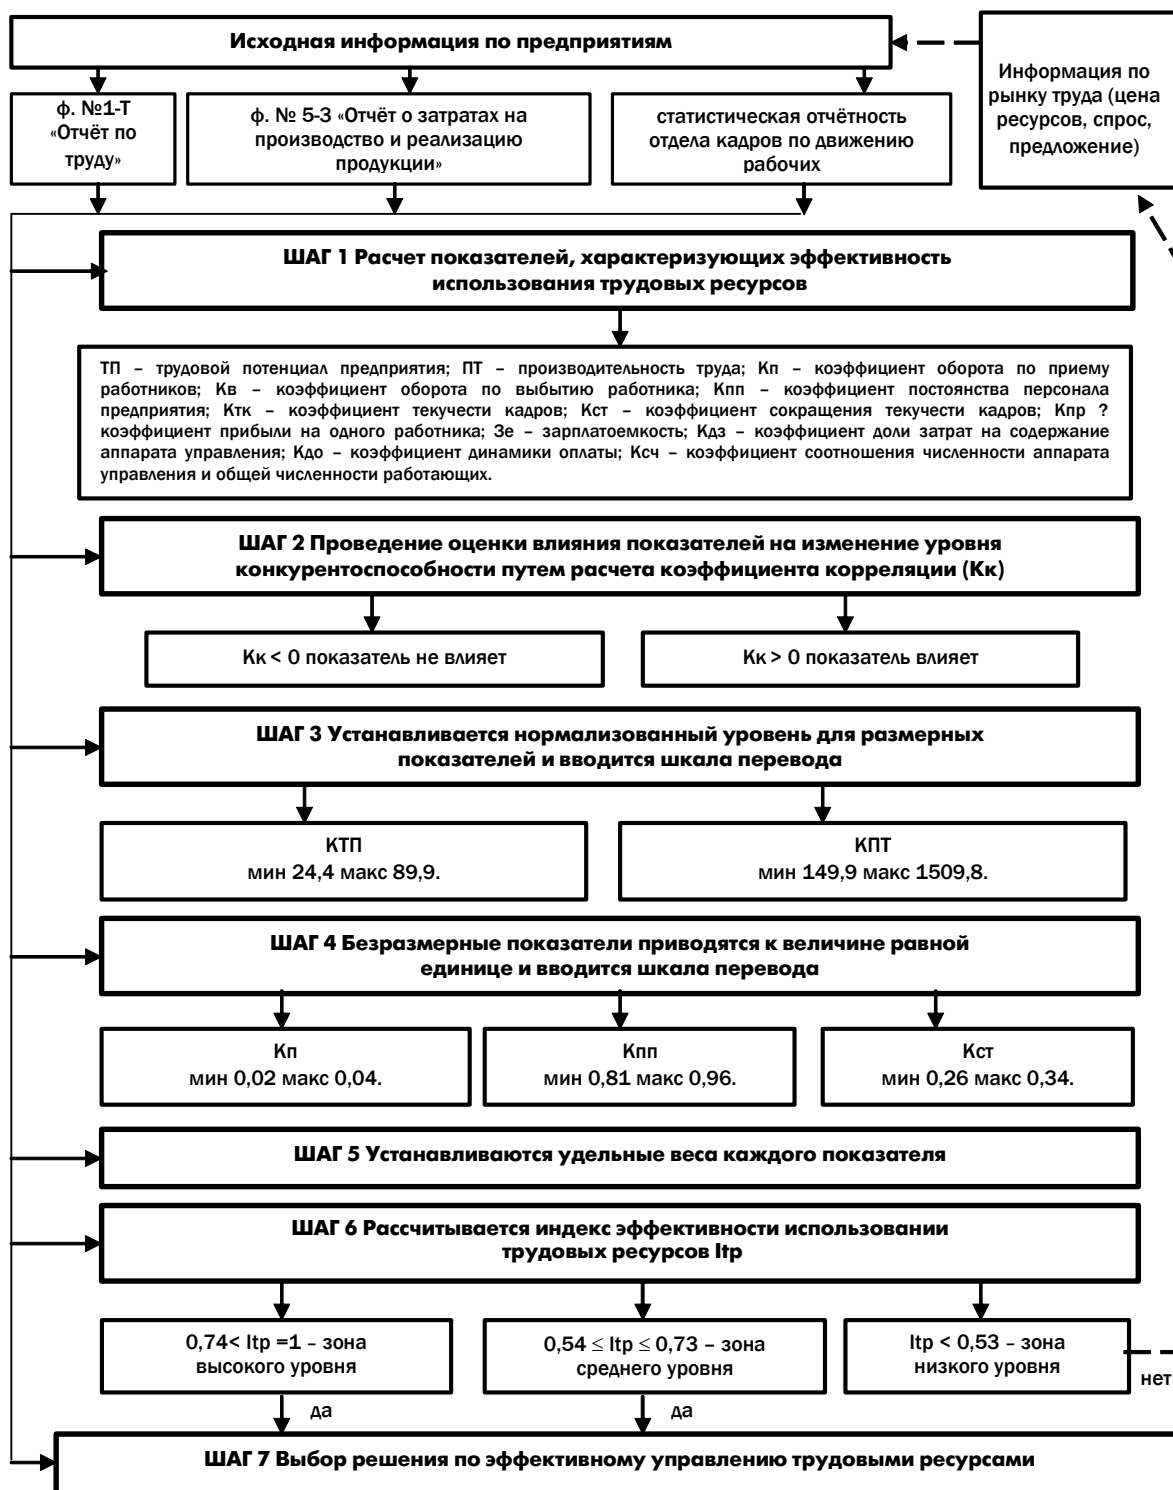 Исходная информация по предприятиям
Информация по
рынку труда (цена
ресурсов, спрос,
предложение)
ф. №1-Т
«Отчёт по
труду»
ф. № 5-З «Отчёт о затратах на
производство и реализацию
продукции»
статистическая отчётность
отдела кадров по движению
рабочих
ШАГ 1 Расчет показателей, характеризующих эффективность
использования трудовых ресурсов
ТП – трудовой потенциал предприятия; ПТ – производительность труда; Кп – коэффициент оборота по приему
работников; Кв – коэффициент оборота по выбытию работника; Кпп – коэффициент постоянства персонала
предприятия; Ктк – коэффициент текучести кадров; Кст – коэффициент сокращения текучести кадров; Кпр ?
коэффициент прибыли на одного работника; Зе – зарплатоемкость; Кдз – коэффициент доли затрат на содержание
аппарата управления; Кдо – коэффициент динамики оплаты; Ксч – коэффициент соотношения численности аппарата
управления и общей численности работающих.
ШАГ 2 Проведение оценки влияния показателей на изменение уровня
конкурентоспособности путем расчета коэффициента корреляции (Кк)
Кк < 0 показатель не влияет
Кк > 0 показатель влияет
ШАГ 3 Устанавливается нормализованный уровень для размерных
показателей и вводится шкала перевода
КТП
мин 24,4 макс 89,9.
КПТ
мин 149,9 макс 1509,8.
ШАГ 4 Безразмерные показатели приводятся к величине равной
единице и вводится шкала перевода
Кп
мин 0,02 макс 0,04.
Кпп
мин 0,81 макс 0,96.
Кст
мин 0,26 макс 0,34.
ШАГ 5 Устанавливаются удельные веса каждого показателя
ШАГ 6 Рассчитывается индекс эффективности использовании
трудовых ресурсов Itp
0,74< Itp =1 – зона
высокого уровня
0,54 ≤ Itp ≤ 0,73 – зона
среднего уровня
Itp < 0,53 – зона
низкого уровня
нет
да
да
ШАГ 7 Выбор решения по эффективному управлению трудовыми ресурсами